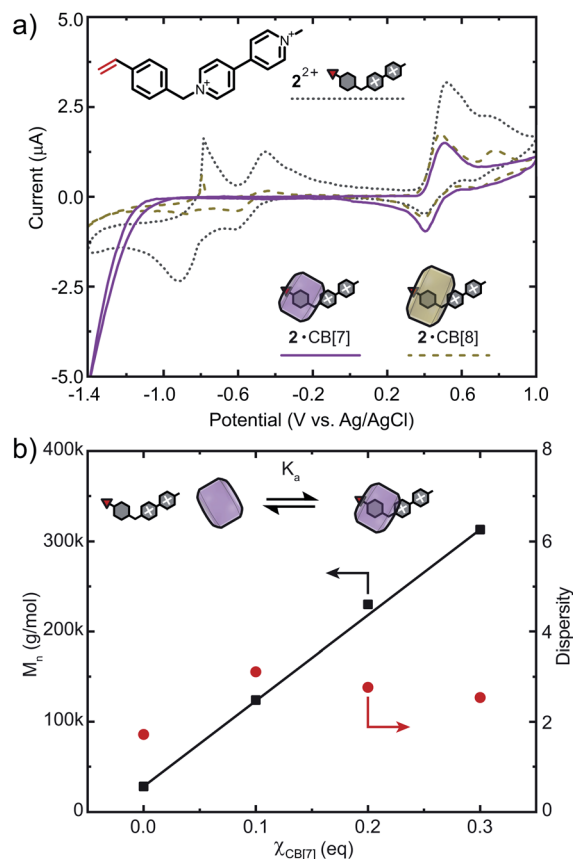 a)
5.0
2.5
0.0
-2.5
-5.0
Current (μA)
N⁺
N⁺
2²⁺
2•CB[7]
2•CB[8]
-1.4 -1.0 -0.6 -0.2 0.2 0.6 1.0
Potential (V vs. Ag/AgCl)
b)
400k
300k
200k
100k
0
Mₙ (g/mol)
Kₐ
8
6
4
2
0
Dispersity
0.0 0.1 0.2 0.3
χCB[7] (eq)